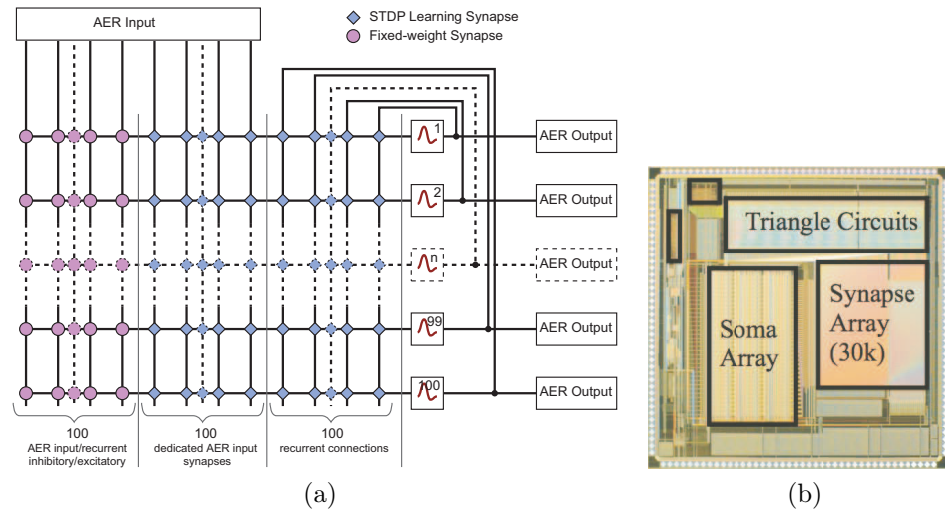 AER Input
STDP Learning Synapse
Fixed-weight Synapse
1
AER Output
2
AER Output
n
AER Output
99
AER Output
100
AER Output
100
AER input/recurrent
inhibitory/excitatory
100
dedicated AER input
synapses
100
recurrent connections
(a)
Triangle Circuits
Soma
Array
Synapse
Array
(30k)
(b)